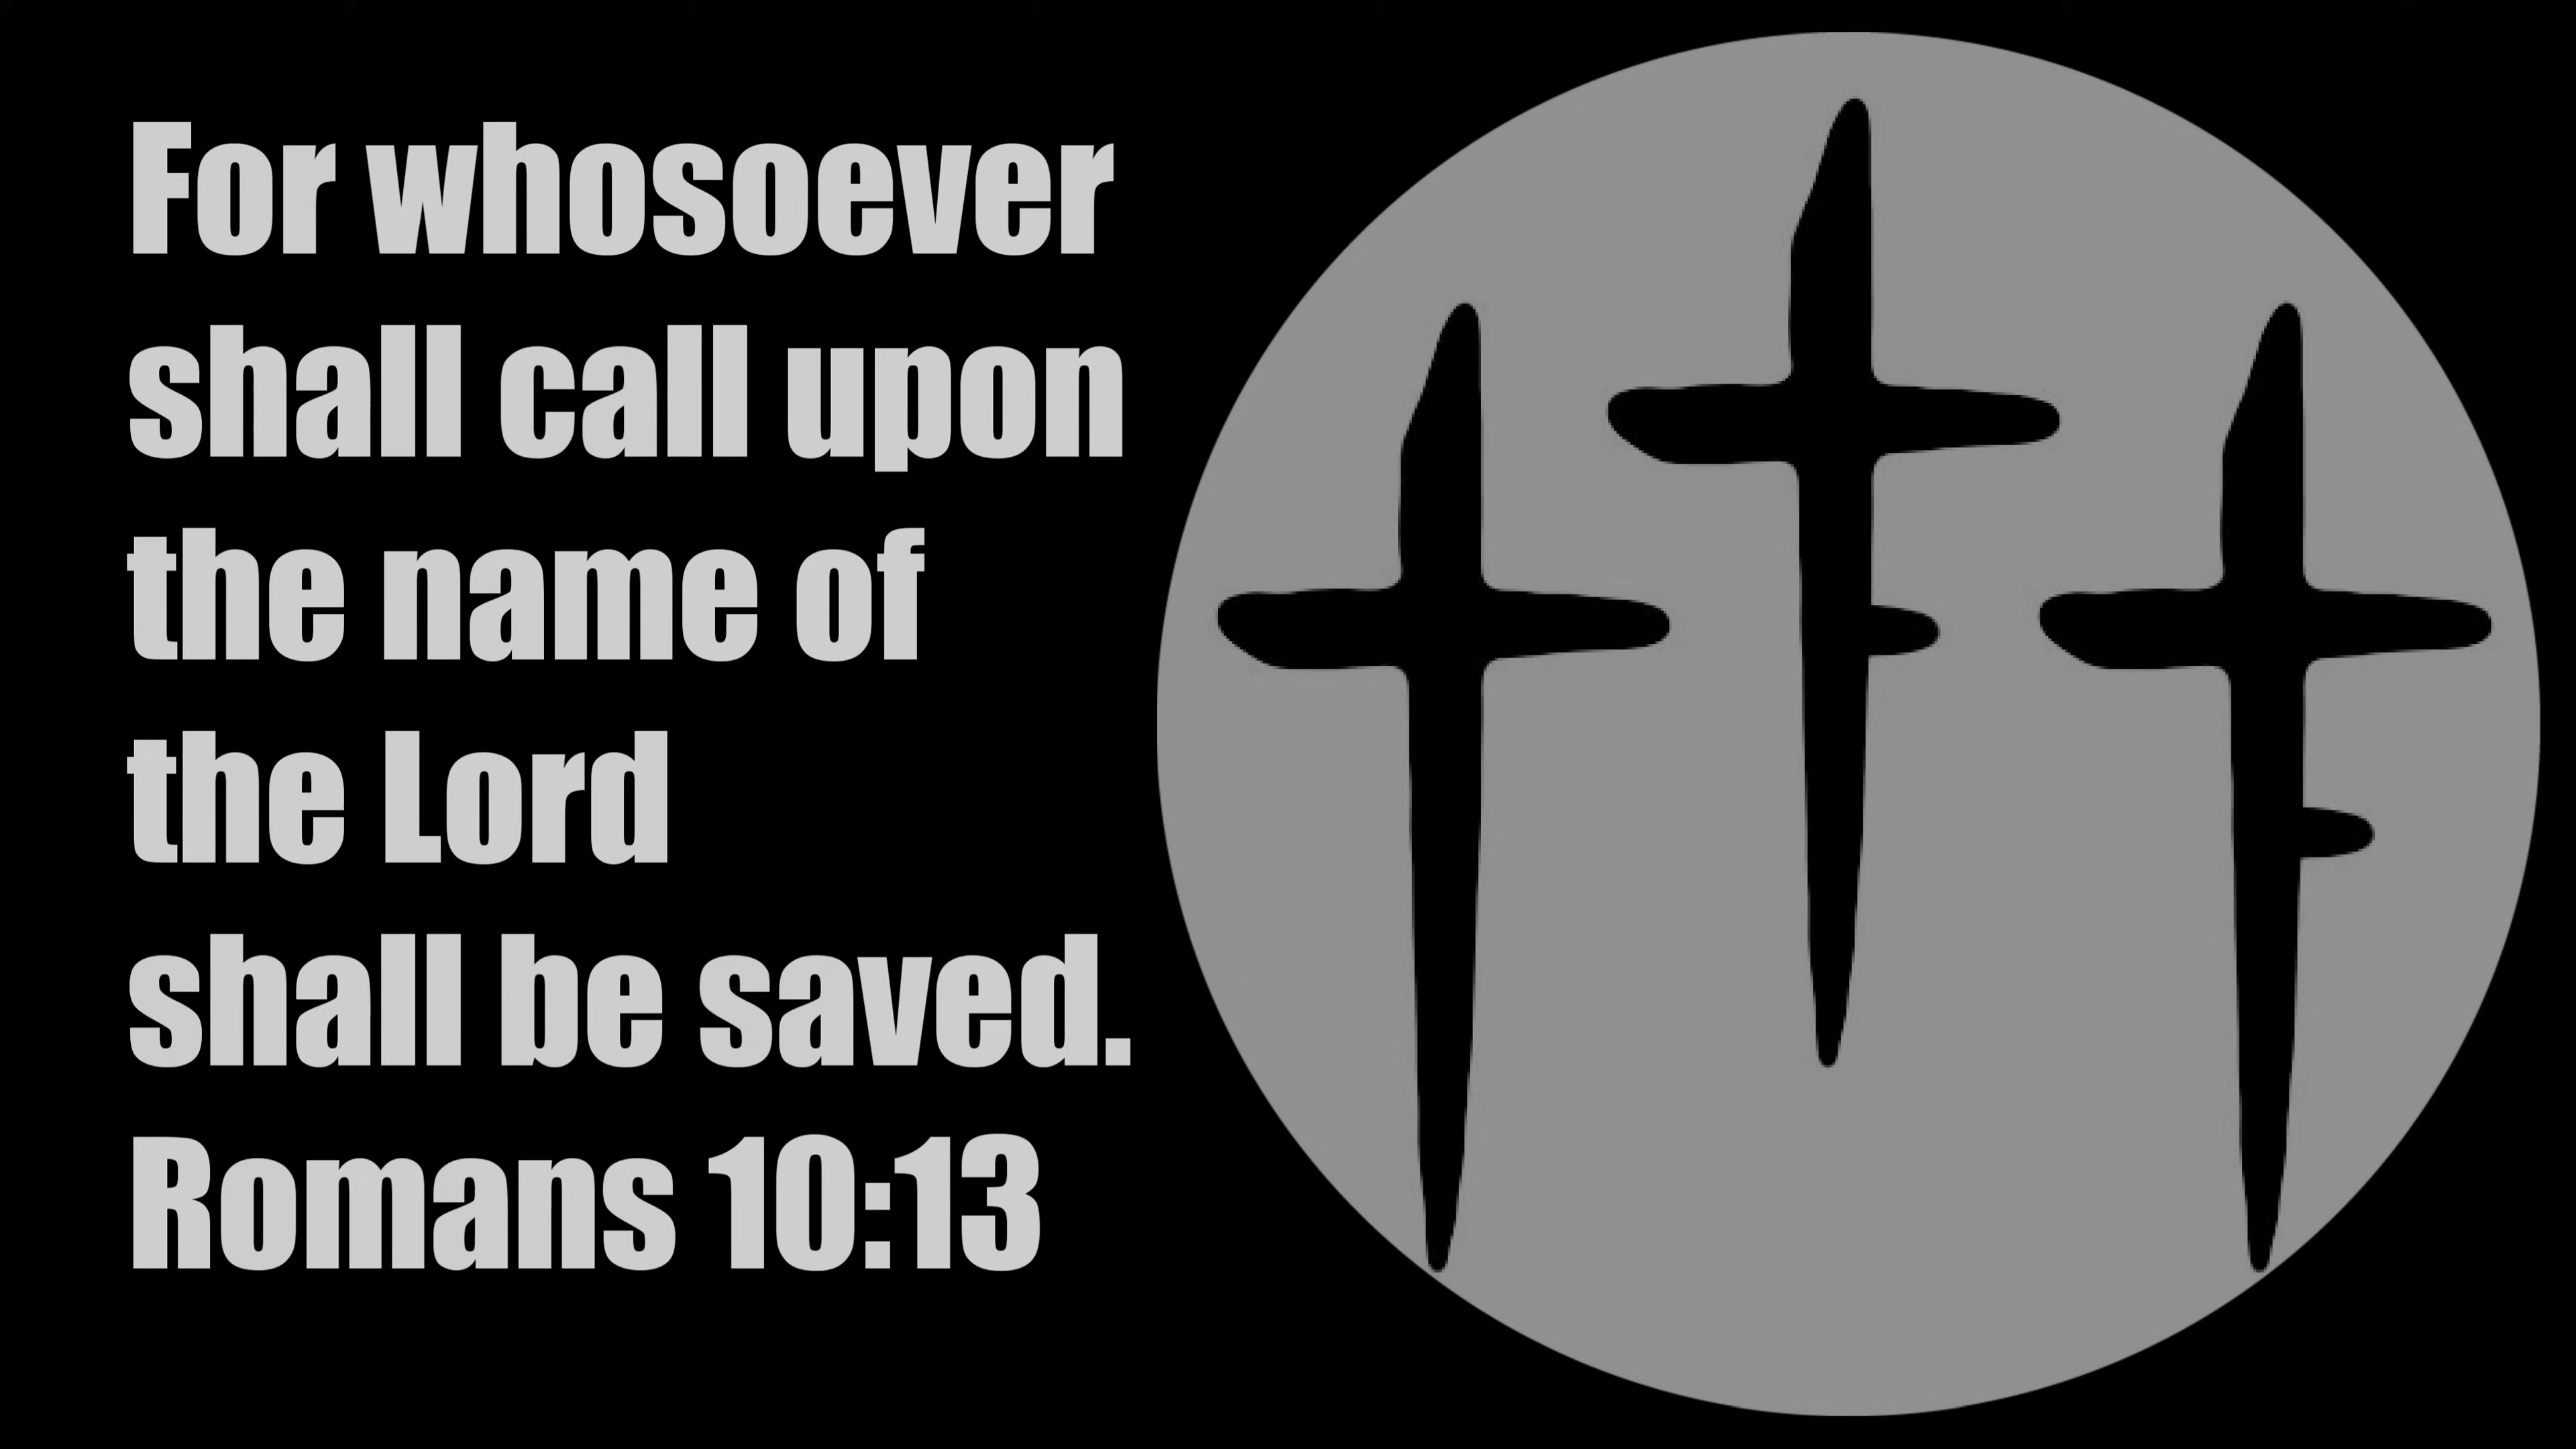 For whosoever
shall call upon
the name of
the Lord
shall be saved.
Romans 10:13